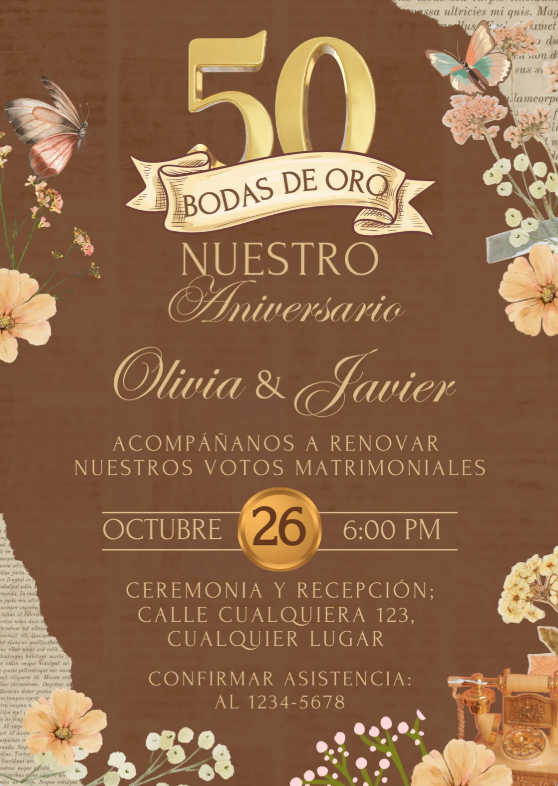 50
BODAS DE ORO
NUESTRO
Aniversario
Olivia & Javier
ACOMPÁÑANOS A RENOVAR
NUESTROS VOTOS MATRIMONIALES
OCTUBRE 26 6:00 PM
CEREMONIA Y RECEPCIÓN;
CALLE CUALQUIERA 123,
CUALQUIER LUGAR
CONFIRMAR ASISTENCIA:
AL 1234-5678